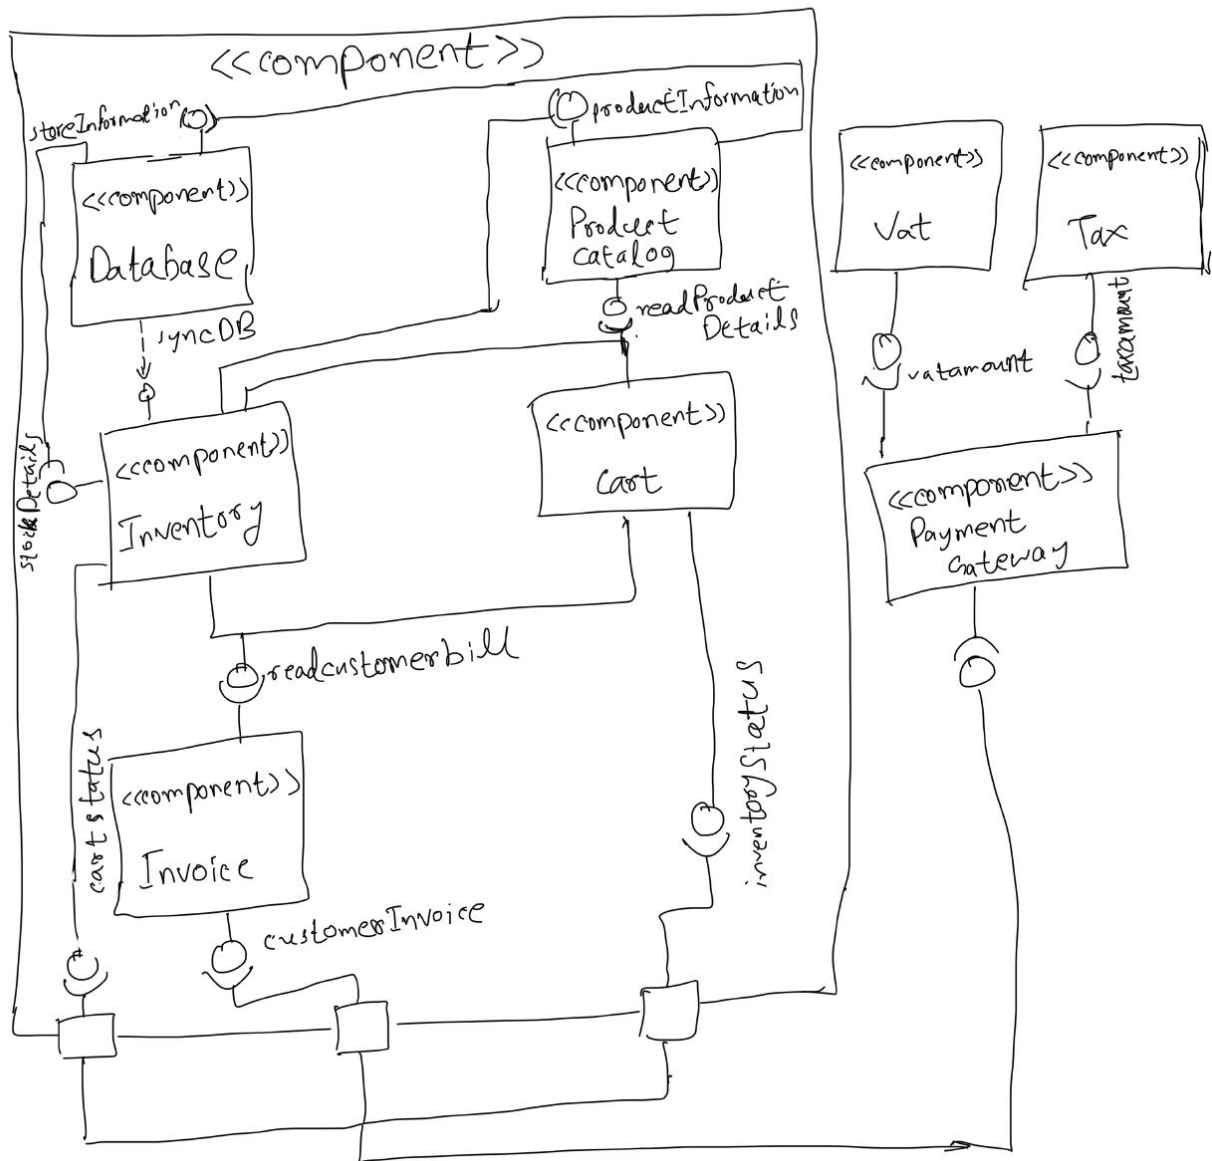 <<component>>
storeInformation
productInformation
<<component>>
Database
<<component>>
Product
catalog
<<component>>
Vat
<<component>>
Tax
syncDB
readProduct
Details
vatamount
taxamount
<<component>>
Inventory
stockDetails
<<component>>
Cart
<<component>>
Payment
Gateway
readcustomerbill
cartstatus
inventoryStatus
<<component>>
Invoice
customerInvoice